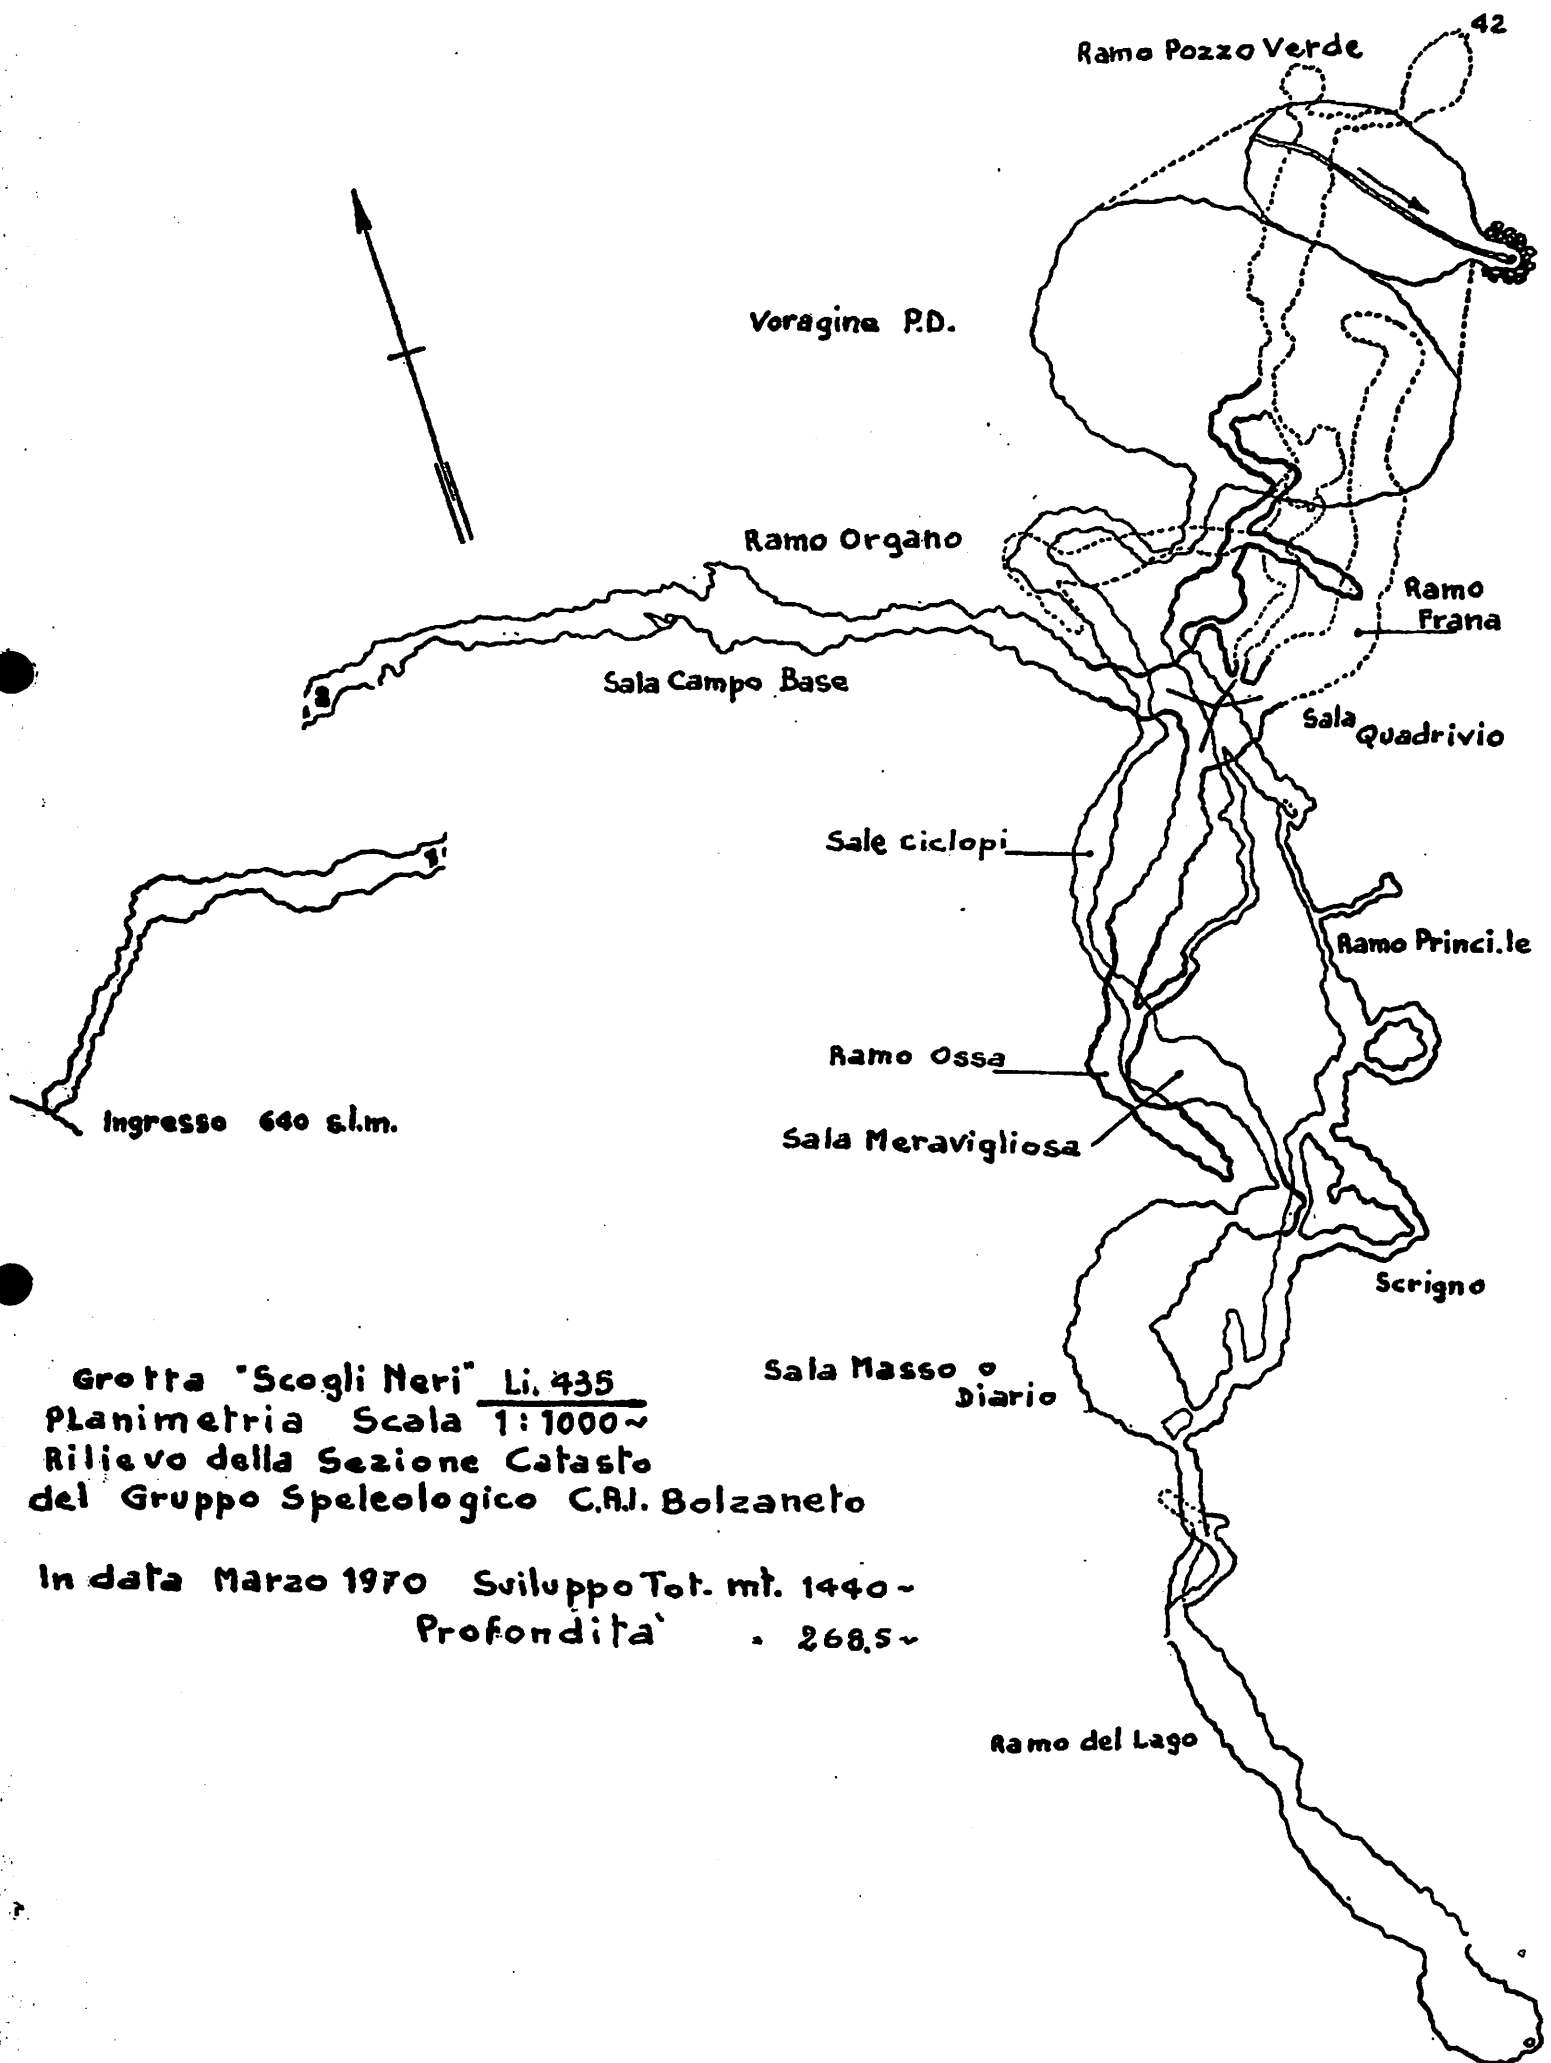 42
Ramo Pozzo Verde
Voragine P.D.
Ramo Organo
Ramo
Frana
Sala Campo Base
Sala
Quadrivio
Sale Ciclopi
Ramo Princi.le
Ramo Ossa
Ingresso 640 s.l.m.
Sala Meravigliosa
Scrigno
Sala Masso o
Diario
Grotta "Scogli Neri" Li. 435
Planimetria Scala 1:1000~
Rilievo della Sezione Catasto
del Gruppo Speleologico C.A.I. Bolzaneto
In data Marzo 1970 Sviluppo Tot. mt. 1440~
Profondita' " 268,5~
Ramo del Lago